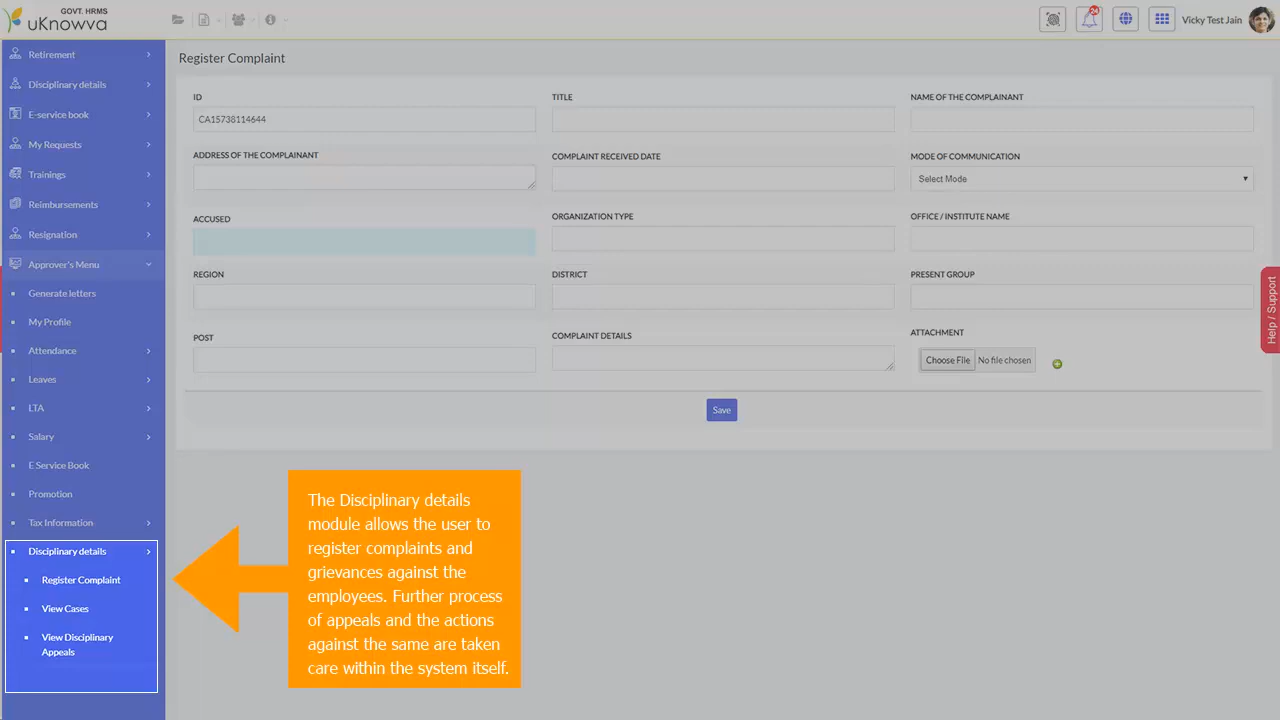 GOVT. HRMS
uKnowva
24
Vicky Test Jain
Retirement
Disciplinary details
E-service book
My Requests
Trainings
Reimbursements
Resignation
Approver's Menu
Generate letters
My Profile
Attendance
Leaves
LTA
Salary
E Service Book
Promotion
Tax Information
Disciplinary details
Register Complaint
View Cases
View Disciplinary
Appeals
Register Complaint
ID
TITLE
NAME OF THE COMPLAINANT
CA15738114644
ADDRESS OF THE COMPLAINANT
COMPLAINT RECEIVED DATE
MODE OF COMMUNICATION
Select Mode
ACCUSED
ORGANIZATION TYPE
OFFICE / INSTITUTE NAME
REGION
DISTRICT
PRESENT GROUP
POST
COMPLAINT DETAILS
ATTACHMENT
Choose File No file chosen
Save
Help / Support
The Disciplinary details
module allows the user to
register complaints and
grievances against the
employees. Further process
of appeals and the actions
against the same are taken
care within the system itself.